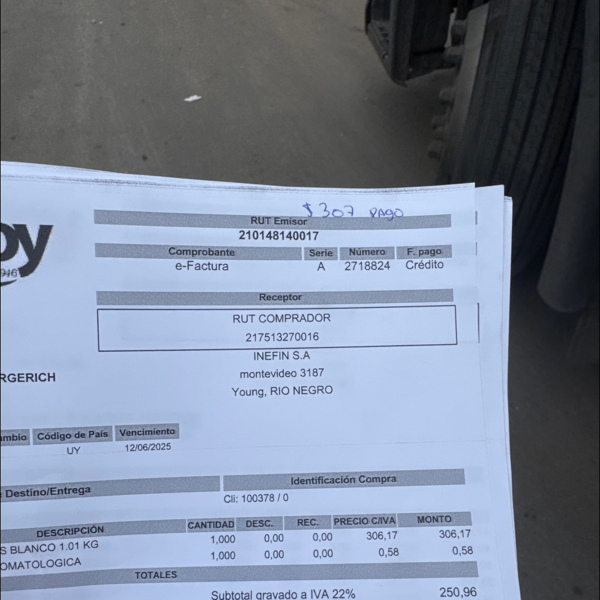 $ 307 PAGO
RUT Emisor
210148140017
Comprobante Serie Número F. pago
e-Factura A 2718824 Crédito
Receptor
RUT COMPRADOR
217513270016
INEFIN S.A
montevideo 3187
Young, RIO NEGRO
RGERICH
ambio Código de País Vencimiento
UY 12/06/2025
Destino/Entrega Identificación Compra
Cli: 100378 / 0
DESCRIPCIÓN CANTIDAD DESC. REC. PRECIO C/IVA MONTO
S BLANCO 1.01 KG 1,000 0,00 0,00 306,17 306,17
OMATOLOGICA 1,000 0,00 0,00 0,58 0,58
TOTALES
Subtotal gravado a IVA 22% 250,96